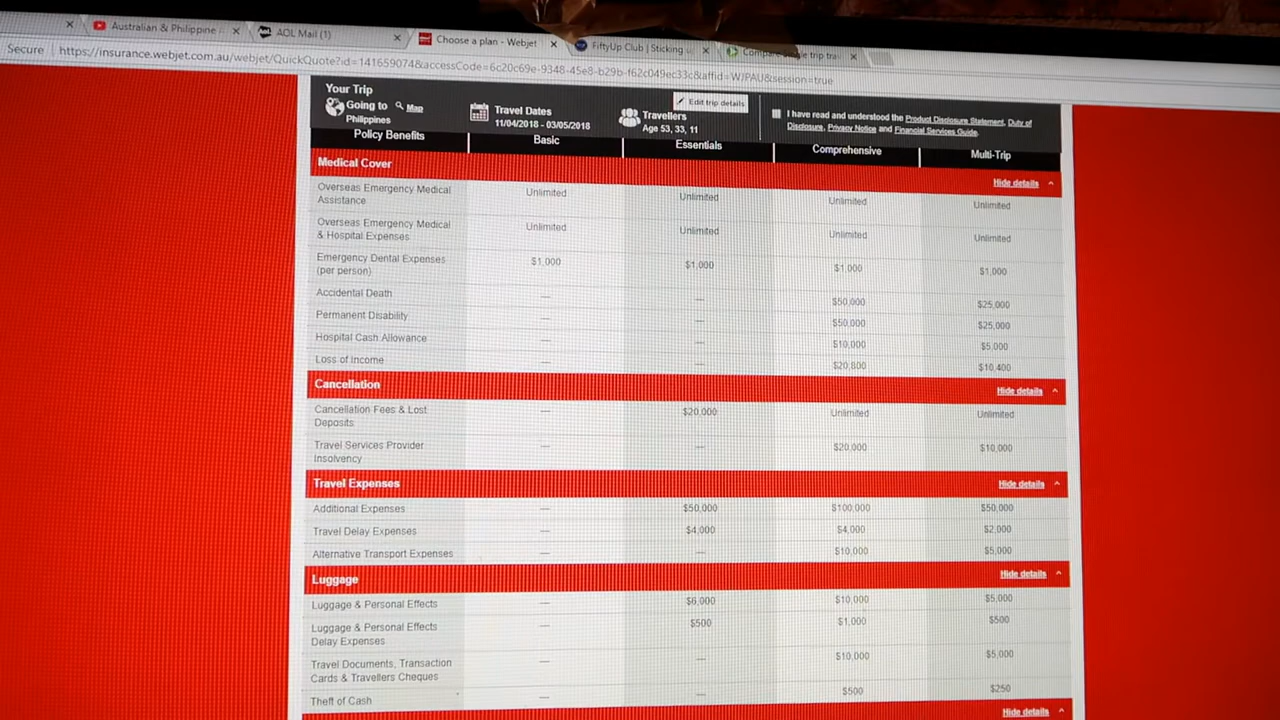 Australian & Philippine
AOL Mail (1)
Choose a plan - Webjet
FiftyUp Club | Sticking
Compare single trip tra
Secure https://insurance.webjet.com.au/webjet/QuickQuote?id=1416590748&accessCode=6c20c69e-9348-45e8-b29b-f62c049ec33c&affid=WJPAU&session=true
Your Trip
Going to Map
Philippines
Travel Dates
11/04/2018 - 03/05/2018
Edit trip details
Travellers
Age 53, 33, 11
I have read and understood the Product Disclosure Statement, Duty of
Disclosure, Privacy Notice and Financial Services Guide.
Policy Benefits Basic Essentials Comprehensive Multi-Trip
Medical Cover Hide details
Overseas Emergency Medical
Assistance Unlimited Unlimited Unlimited Unlimited
Overseas Emergency Medical
& Hospital Expenses Unlimited Unlimited Unlimited Unlimited
Emergency Dental Expenses
(per person) $1,000 $1,000 $1,000 $1,000
Accidental Death — — $50,000 $25,000
Permanent Disability — — $50,000 $25,000
Hospital Cash Allowance — — $10,000 $5,000
Loss of Income — — $20,800 $10,400
Cancellation Hide details
Cancellation Fees & Lost
Deposits — $20,000 Unlimited Unlimited
Travel Services Provider
Insolvency — — $20,000 $10,000
Travel Expenses Hide details
Additional Expenses — $50,000 $100,000 $50,000
Travel Delay Expenses — $4,000 $4,000 $2,000
Alternative Transport Expenses — — $10,000 $5,000
Luggage Hide details
Luggage & Personal Effects — $6,000 $10,000 $5,000
Luggage & Personal Effects
Delay Expenses — $500 $1,000 $500
Travel Documents, Transaction
Cards & Travellers Cheques — — $10,000 $5,000
Theft of Cash — — $500 $250
Hide details